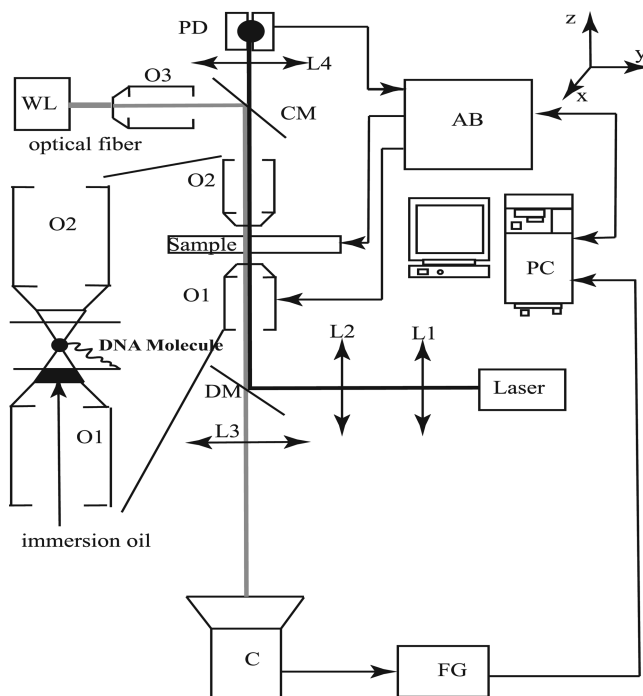 PD
z
y
x
L4
O3
WL
CM
AB
optical fiber
O2
O2
Sample
PC
O1
DNA Molecule
L2
L1
DM
Laser
L3
O1
immersion oil
C
FG